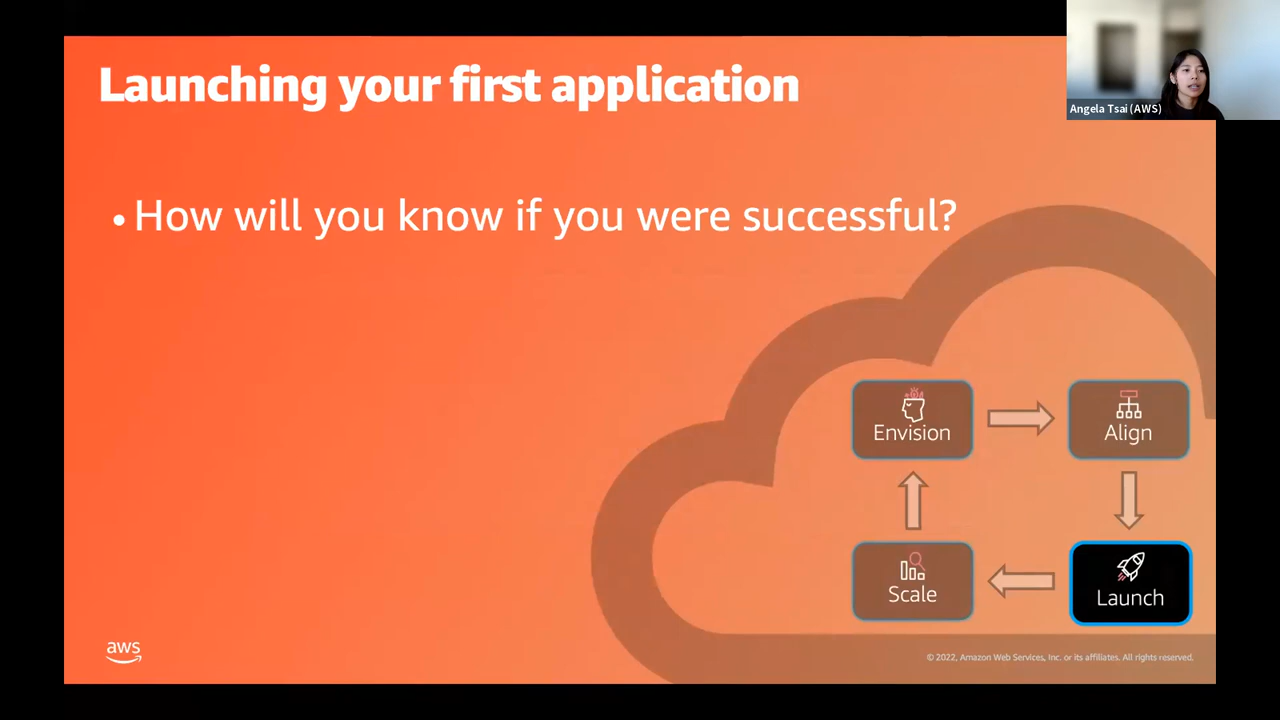 Launching your first application
Angela Tsai (AWS)
• How will you know if you were successful?
Envision
Align
Scale
Launch
aws
© 2022, Amazon Web Services, Inc. or its affiliates. All rights reserved.